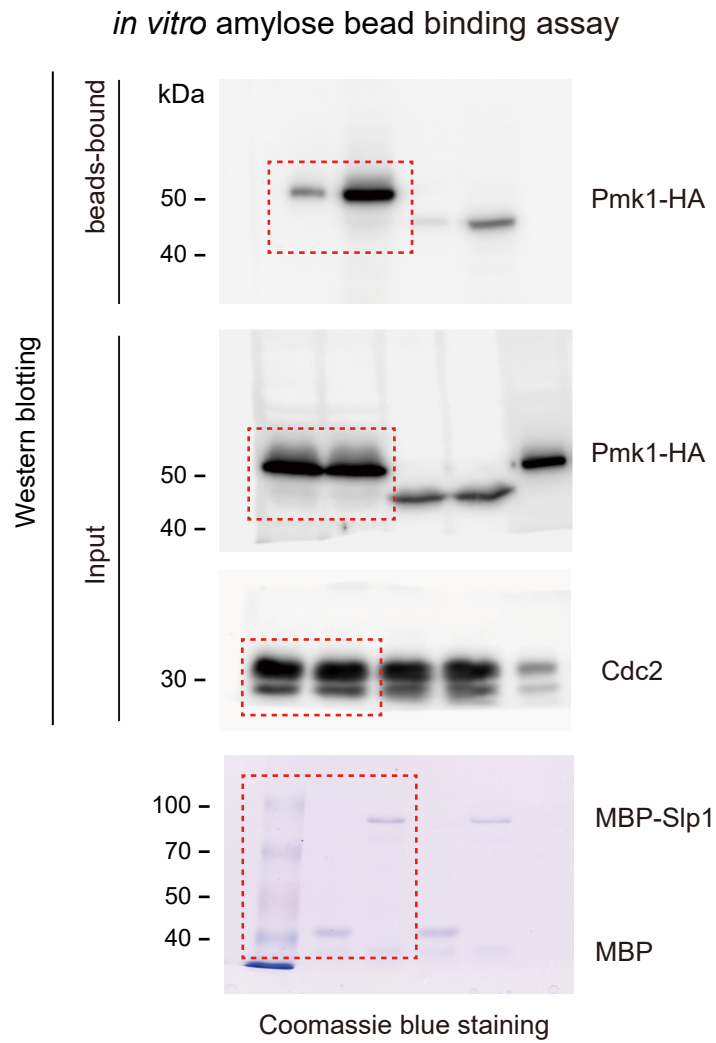 in vitro amylose bead binding assay
Western blotting
beads-bound
kDa
50 –
40 –
Pmk1-HA
Input
50 –
40 –
Pmk1-HA
30 –
Cdc2
100 –
70 –
50 –
40 –
MBP-Slp1
MBP
Coomassie blue staining